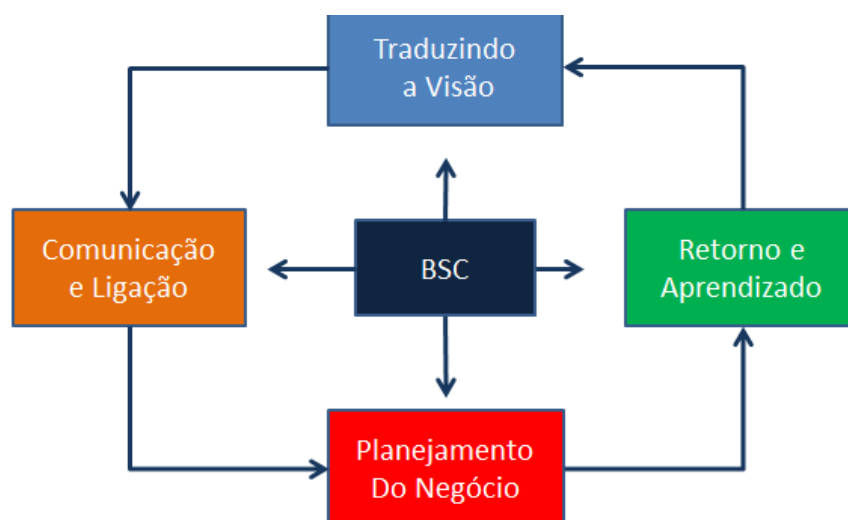 Traduzindo
a Visão
Comunicação
e Ligação
BSC
Retorno e
Aprendizado
Planejamento
Do Negócio